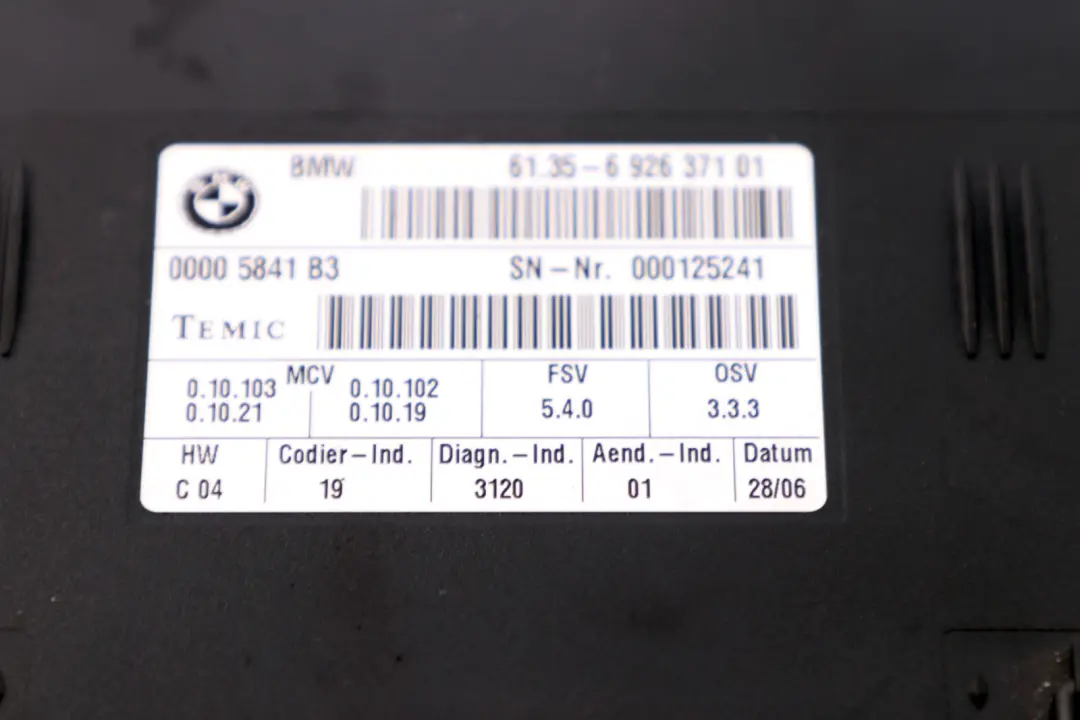 BMW 61.35-6 926 371 01
0000 5841 B3 SN-Nr. 000125241
TEMIC
MCV FSV OSV
0.10.103 0.10.102 5.4.0 3.3.3
0.10.21 0.10.19
HW Codier-Ind. Diagn.-Ind. Aend.-Ind. Datum
C 04 19 3120 01 28/06